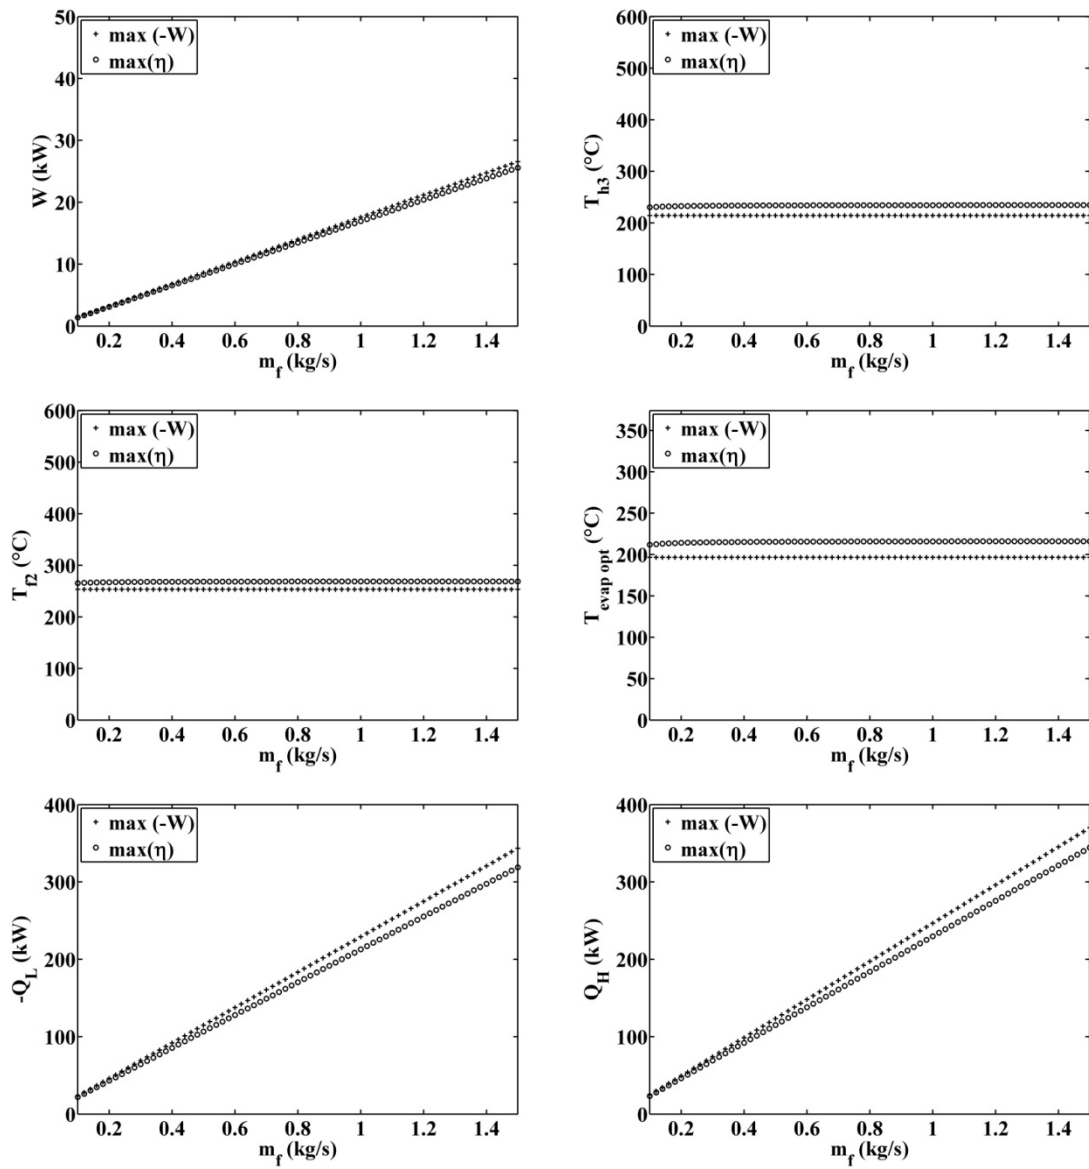 max (-W)
max(η)
50
40
30
20
10
0
W (kW)
0.2 0.4 0.6 0.8 1 1.2 1.4
m_f (kg/s)
max (-W)
max(η)
600
500
400
300
200
100
0
T_h3 (°C)
0.2 0.4 0.6 0.8 1 1.2 1.4
m_f (kg/s)
max (-W)
max(η)
600
500
400
300
200
100
0
T_f2 (°C)
0.2 0.4 0.6 0.8 1 1.2 1.4
m_f (kg/s)
max (-W)
max(η)
350
300
250
200
150
100
50
0
T_evap opt (°C)
0.2 0.4 0.6 0.8 1 1.2 1.4
m_f (kg/s)
max (-W)
max(η)
400
300
200
100
0
-Q_L (kW)
0.2 0.4 0.6 0.8 1 1.2 1.4
m_f (kg/s)
max (-W)
max(η)
400
300
200
100
0
Q_H (kW)
0.2 0.4 0.6 0.8 1 1.2 1.4
m_f (kg/s)